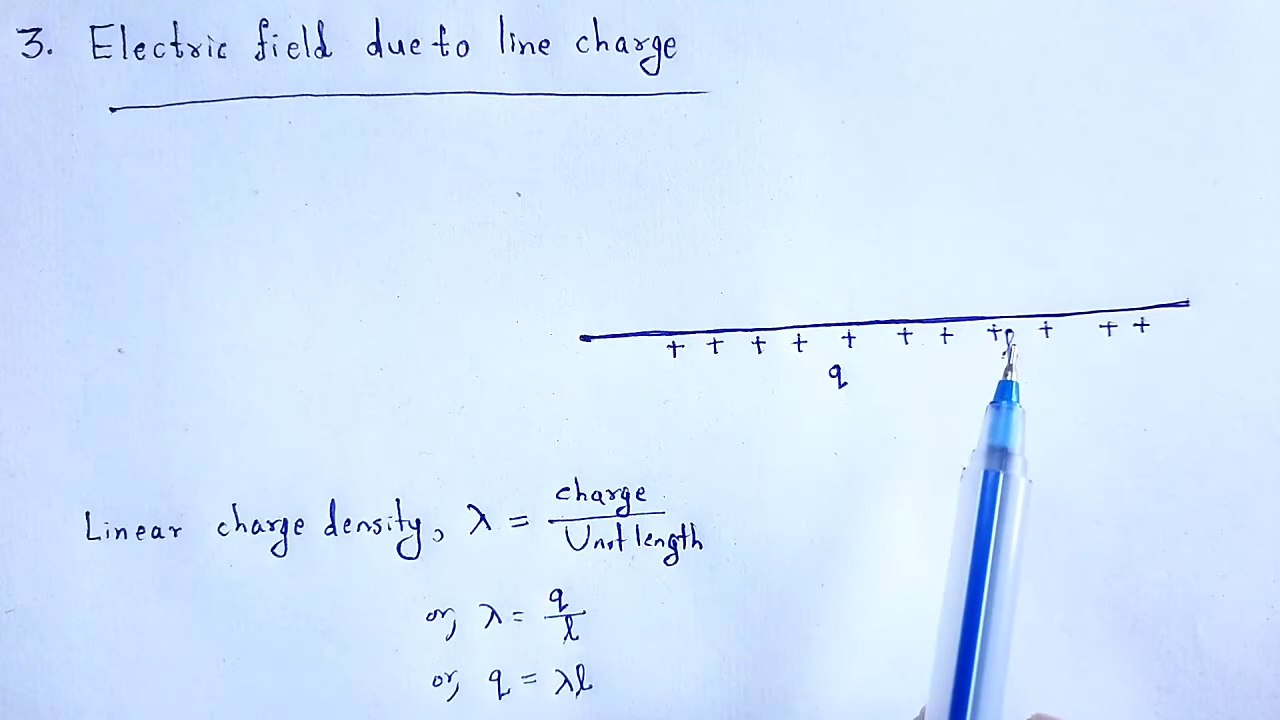 3. Electric field due to line charge
+ + + + + + + + + + +
q
l
Linear charge density, λ = charge / Unit length
or, λ = q / l
or, q = λl